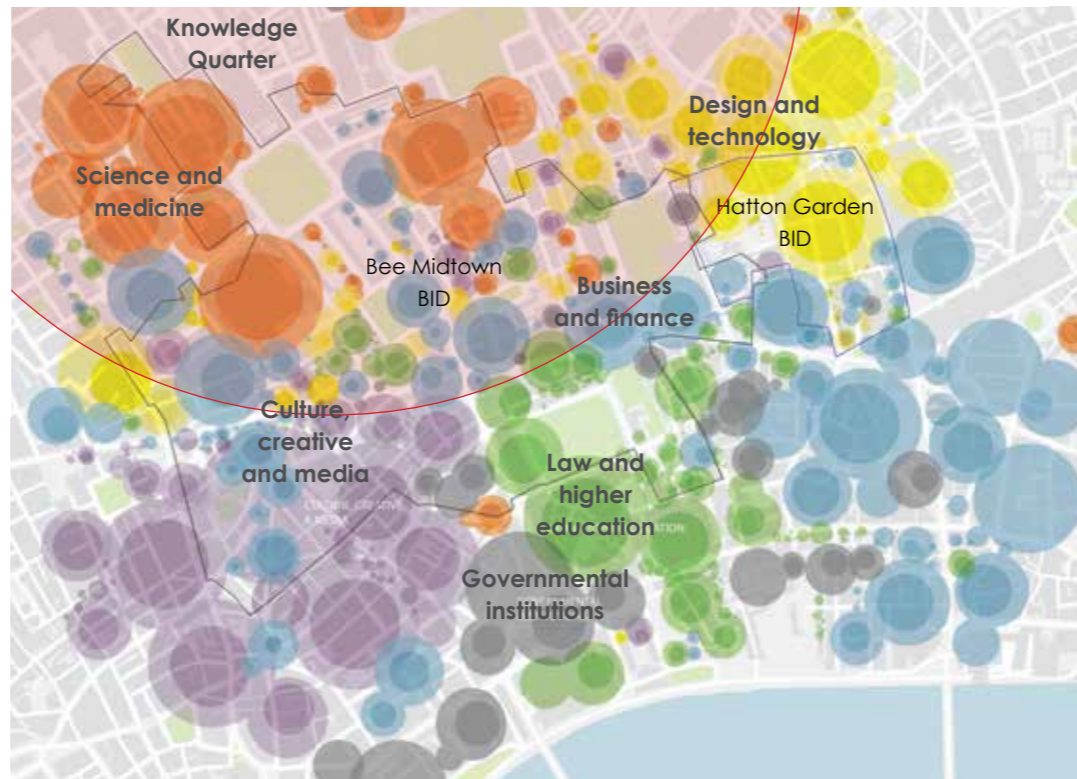 Knowledge
Quarter
Design and
technology
Science and
medicine
Hatton Garden
BID
Bee Midtown
BID
Business
and finance
Culture,
creative
and media
Law and
higher
education
Governmental
institutions